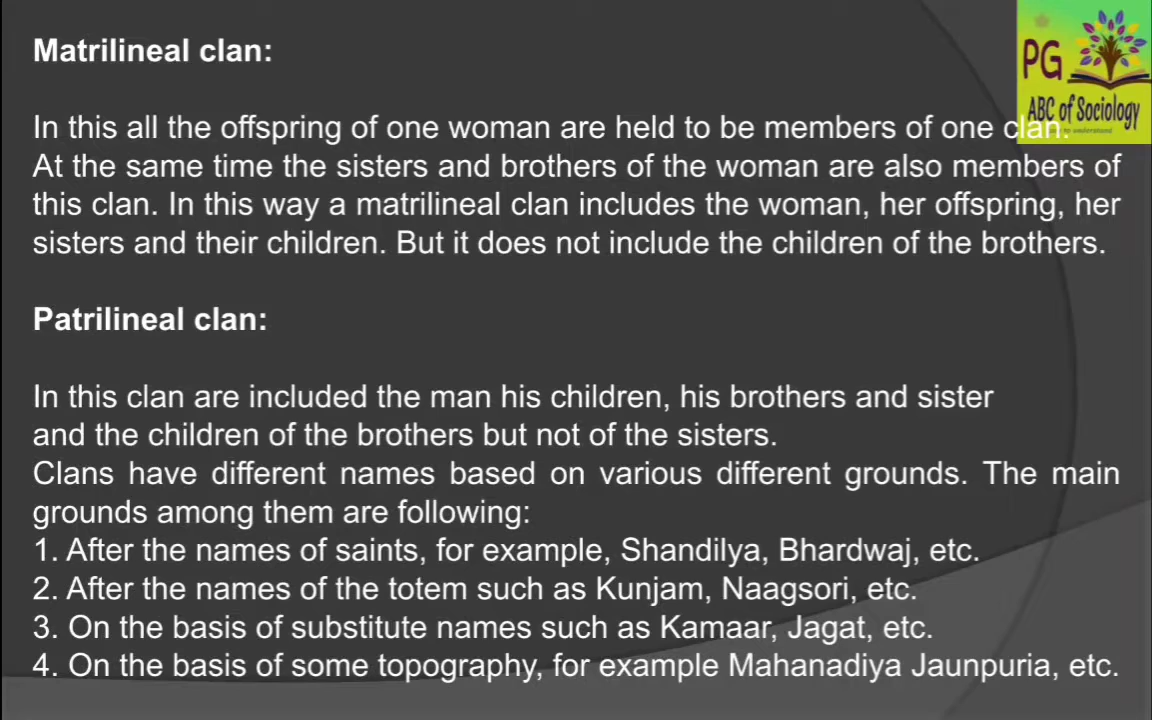 Matrilineal clan:
PG
ABC of Sociology
In this all the offspring of one woman are held to be members of one clan.
At the same time the sisters and brothers of the woman are also members of
this clan. In this way a matrilineal clan includes the woman, her offspring, her
sisters and their children. But it does not include the children of the brothers.
Patrilineal clan:
In this clan are included the man his children, his brothers and sister
and the children of the brothers but not of the sisters.
Clans have different names based on various different grounds. The main
grounds among them are following:
1. After the names of saints, for example, Shandilya, Bhardwaj, etc.
2. After the names of the totem such as Kunjam, Naagsori, etc.
3. On the basis of substitute names such as Kamaar, Jagat, etc.
4. On the basis of some topography, for example Mahanadiya Jaunpuria, etc.